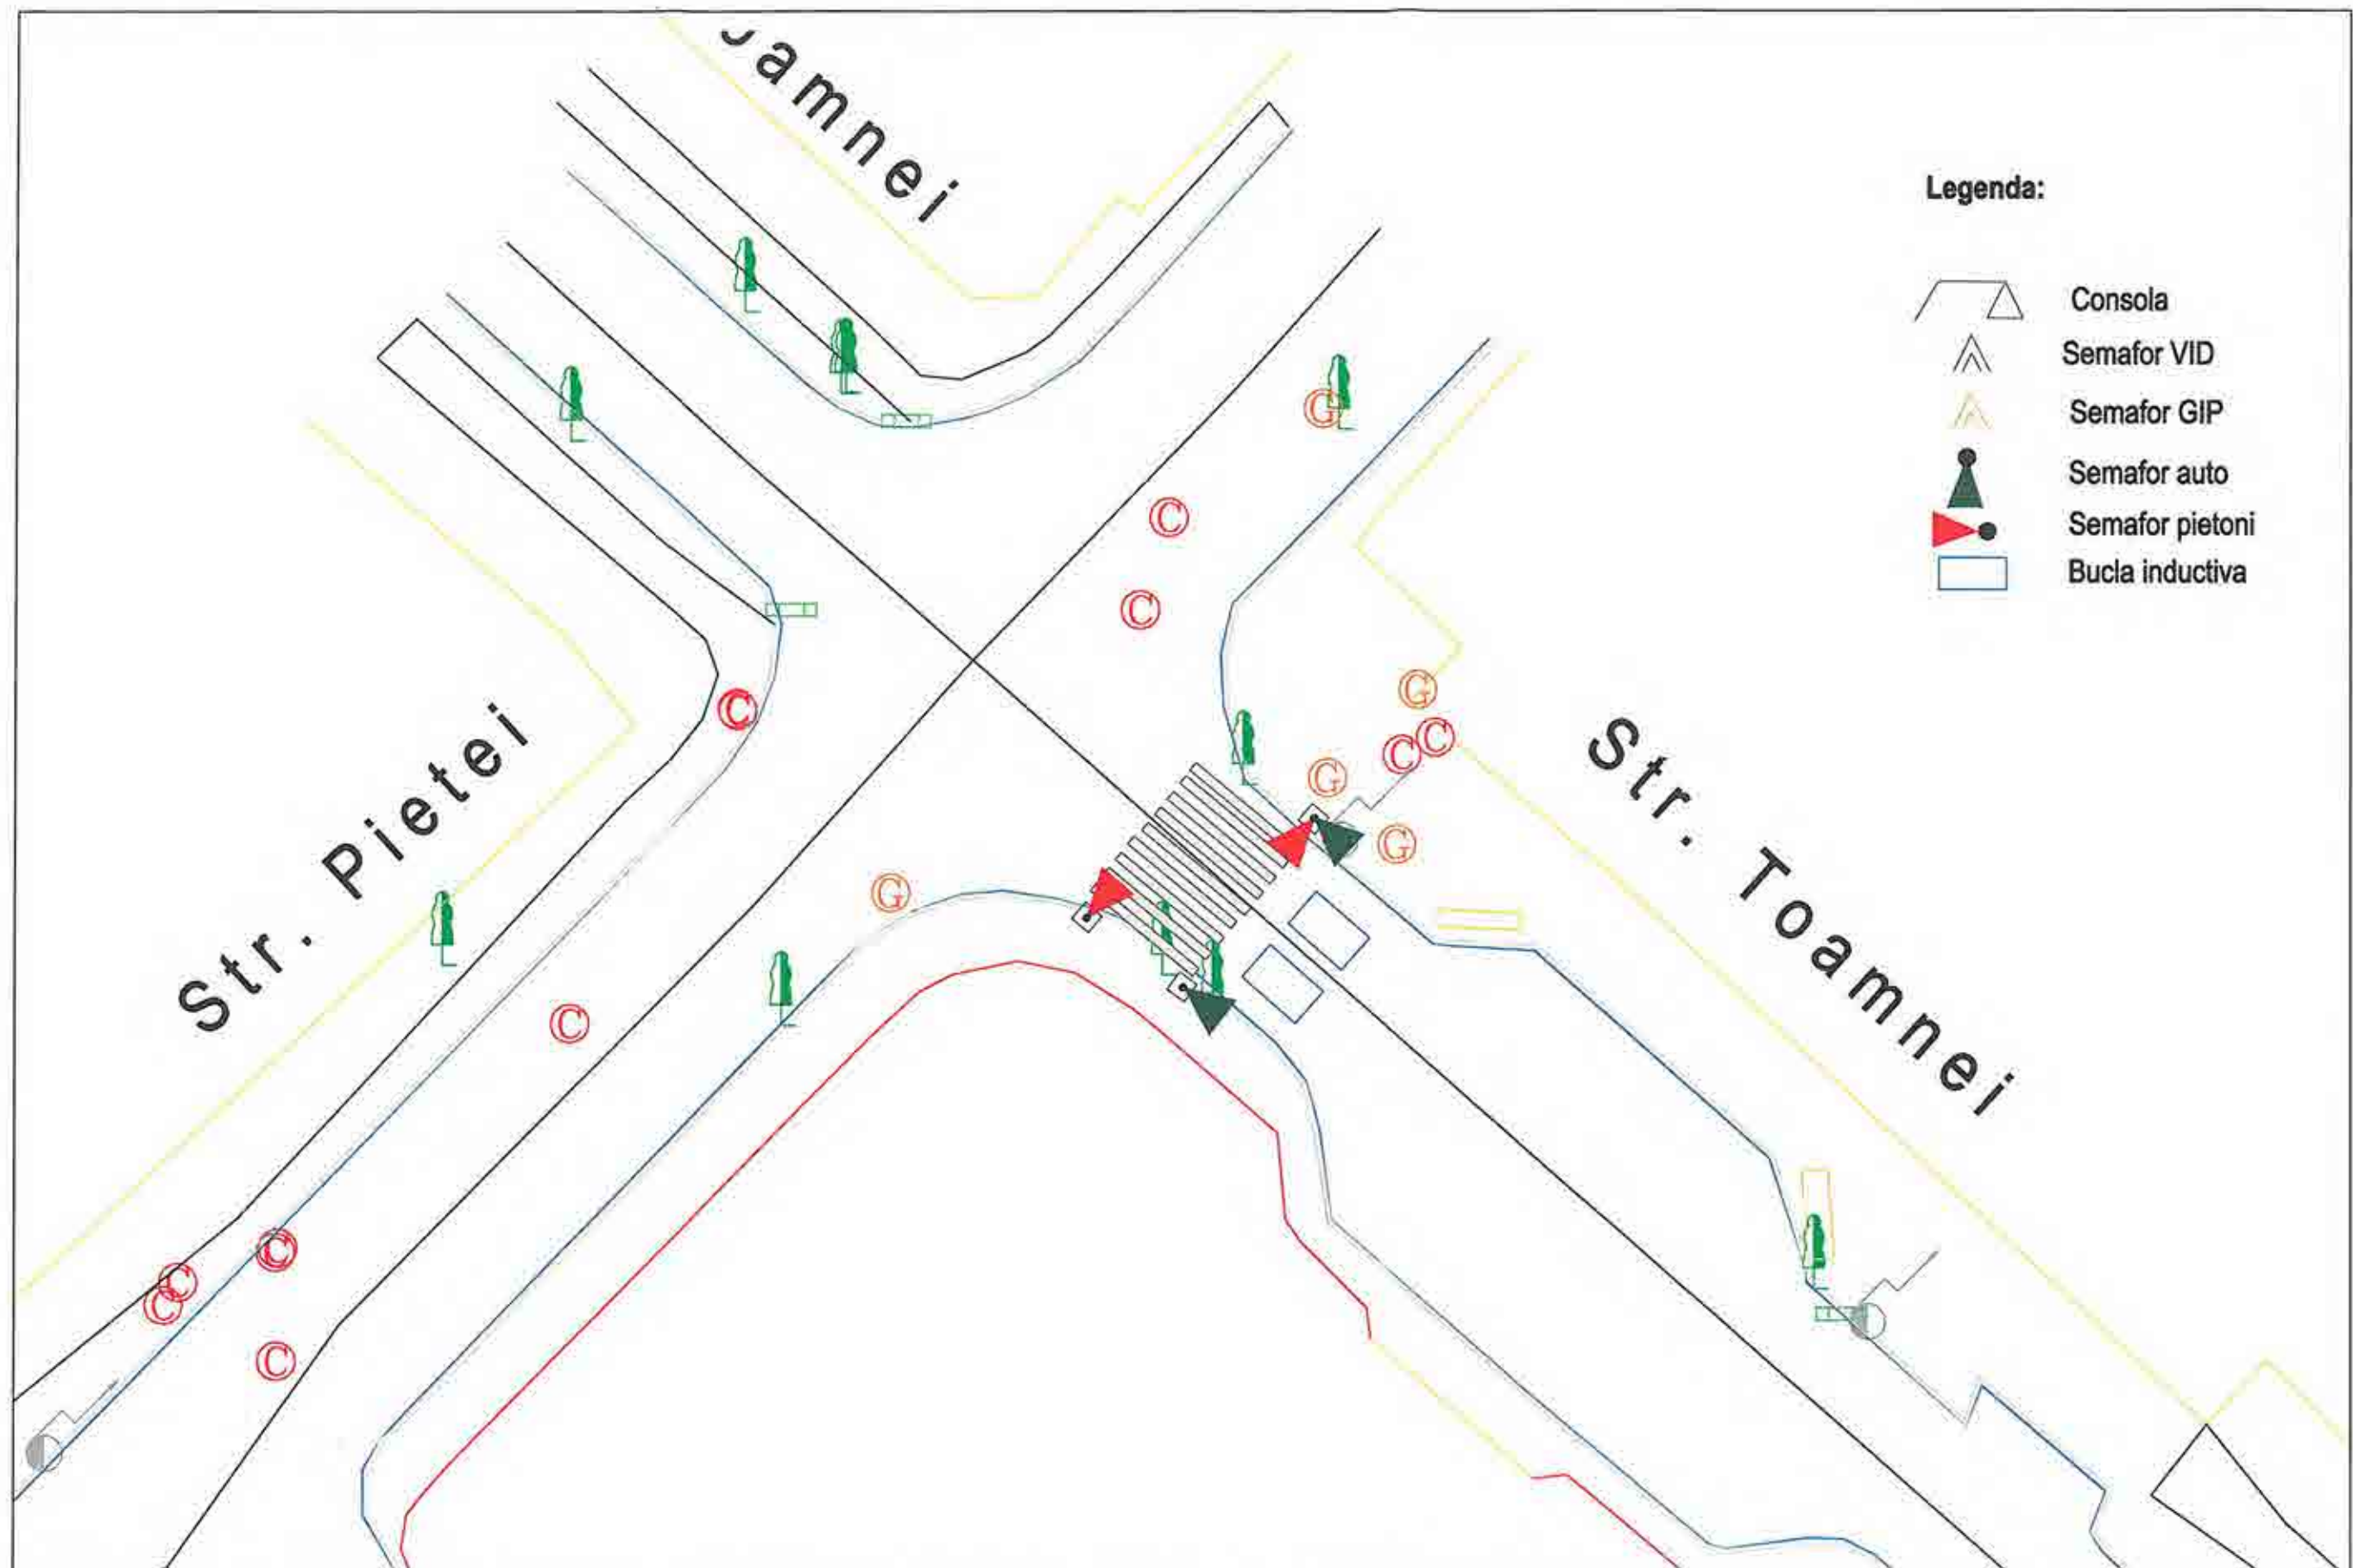 amnei
Legenda:
Consola
Semafor VID
Semafor GIP
Semafor auto
Semafor pietoni
Bucla inductiva
G
C
C
G
C
C
C
Str. Pietei
Str. Toamnei
G
G
G
C
C
C
C
C